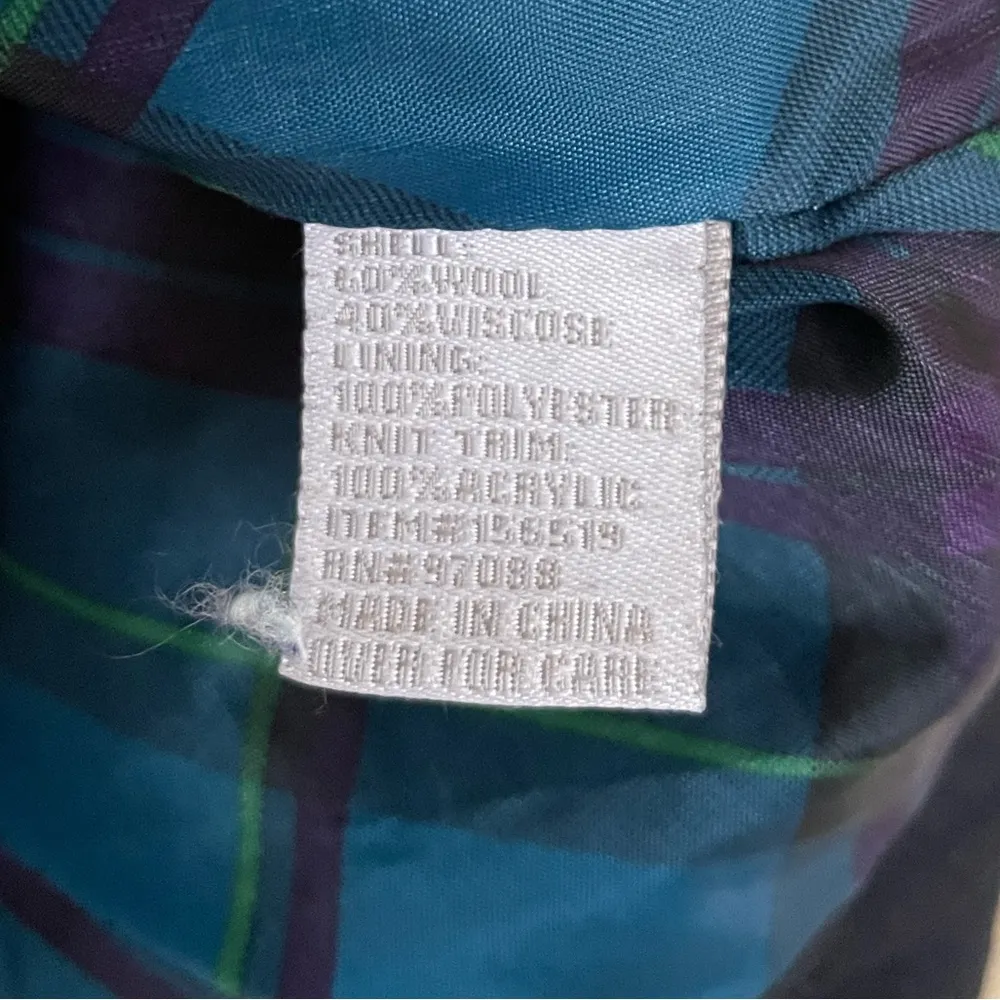 SHELL:
60%WOOL
40%VISCOSE
LINING:
100%POLYESTER
KNIT TRIM:
100%ACRYLIC
ITEM#156519
RN#97088
MADE IN CHINA
OVER FOR CARE